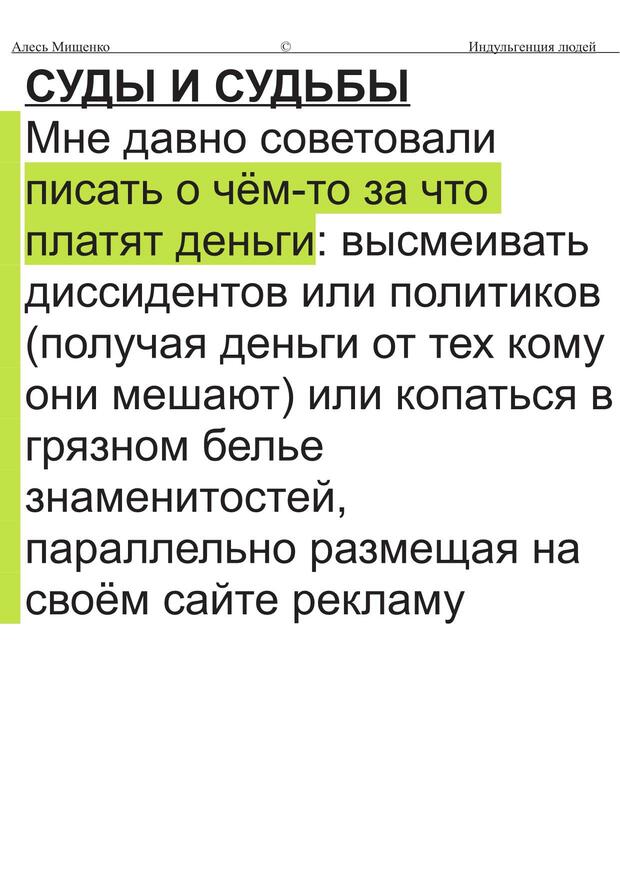 Алесь Мищенко © Индульгенция людей
СУДЫ И СУДЬБЫ
Мне давно советовали
писать о чём-то за что
платят деньги: высмеивать
диссидентов или политиков
(получая деньги от тех кому
они мешают) или копаться в
грязном белье
знаменитостей,
параллельно размещая на
своём сайте рекламу